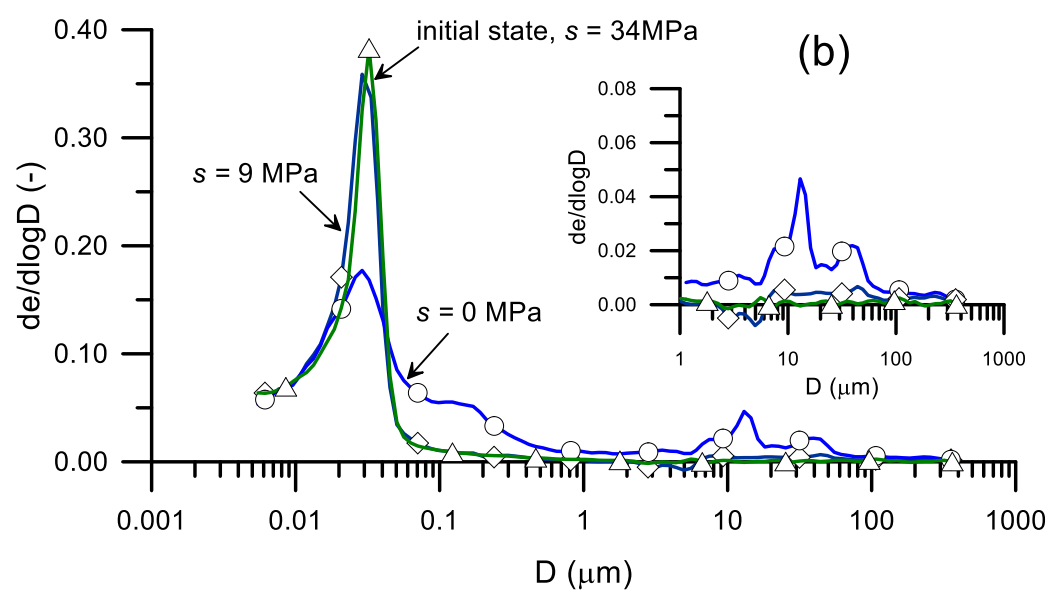 initial state, s = 34MPa
(b)
s = 9 MPa
s = 0 MPa
de/dlogD (-)
0.40
0.30
0.20
0.10
0.00
0.001 0.01 0.1 1 10 100 1000
D (μm)
de/dlogD
0.08
0.06
0.04
0.02
0.00
1 10 100 1000
D (μm)